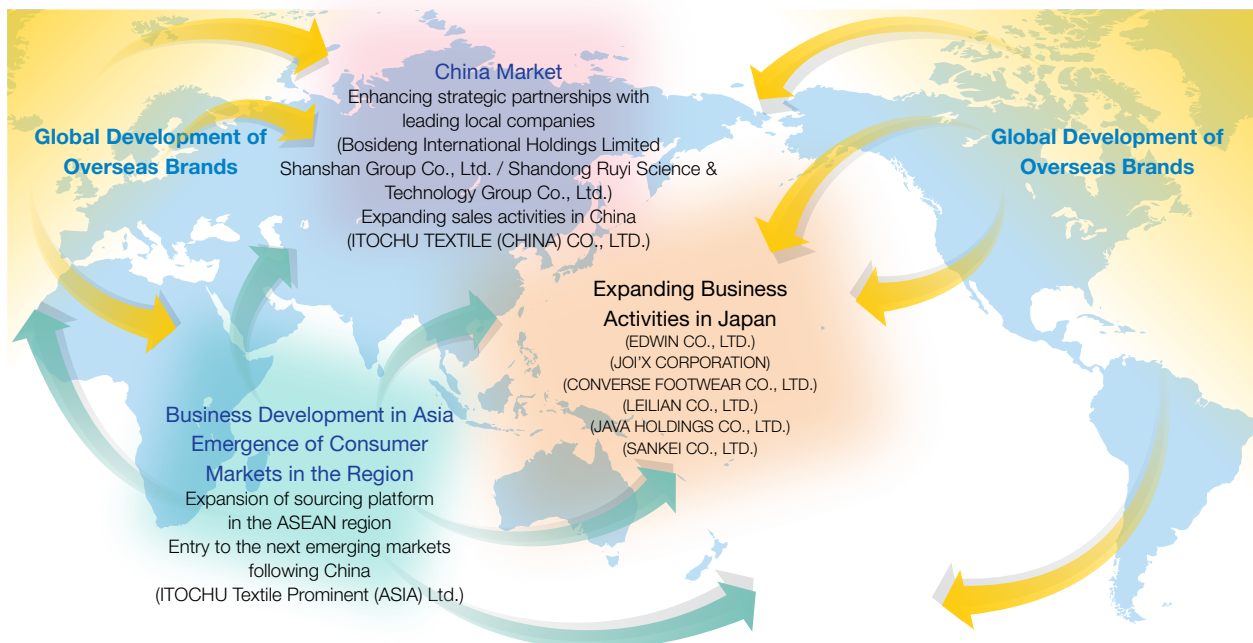 Global Development of
Overseas Brands
China Market
Enhancing strategic partnerships with
leading local companies
(Bosideng International Holdings Limited
Shanshan Group Co., Ltd. / Shandong Ruyi Science &
Technology Group Co., Ltd.)
Expanding sales activities in China
(ITOCHU TEXTILE (CHINA) CO., LTD.)
Global Development of
Overseas Brands
Expanding Business
Activities in Japan
(EDWIN CO., LTD.)
(JOI'X CORPORATION)
(CONVERSE FOOTWEAR CO., LTD.)
(LEILIAN CO., LTD.)
(JAVA HOLDINGS CO., LTD.)
(SANKEI CO., LTD.)
Business Development in Asia
Emergence of Consumer
Markets in the Region
Expansion of sourcing platform
in the ASEAN region
Entry to the next emerging markets
following China
(ITOCHU Textile Prominent (ASIA) Ltd.)